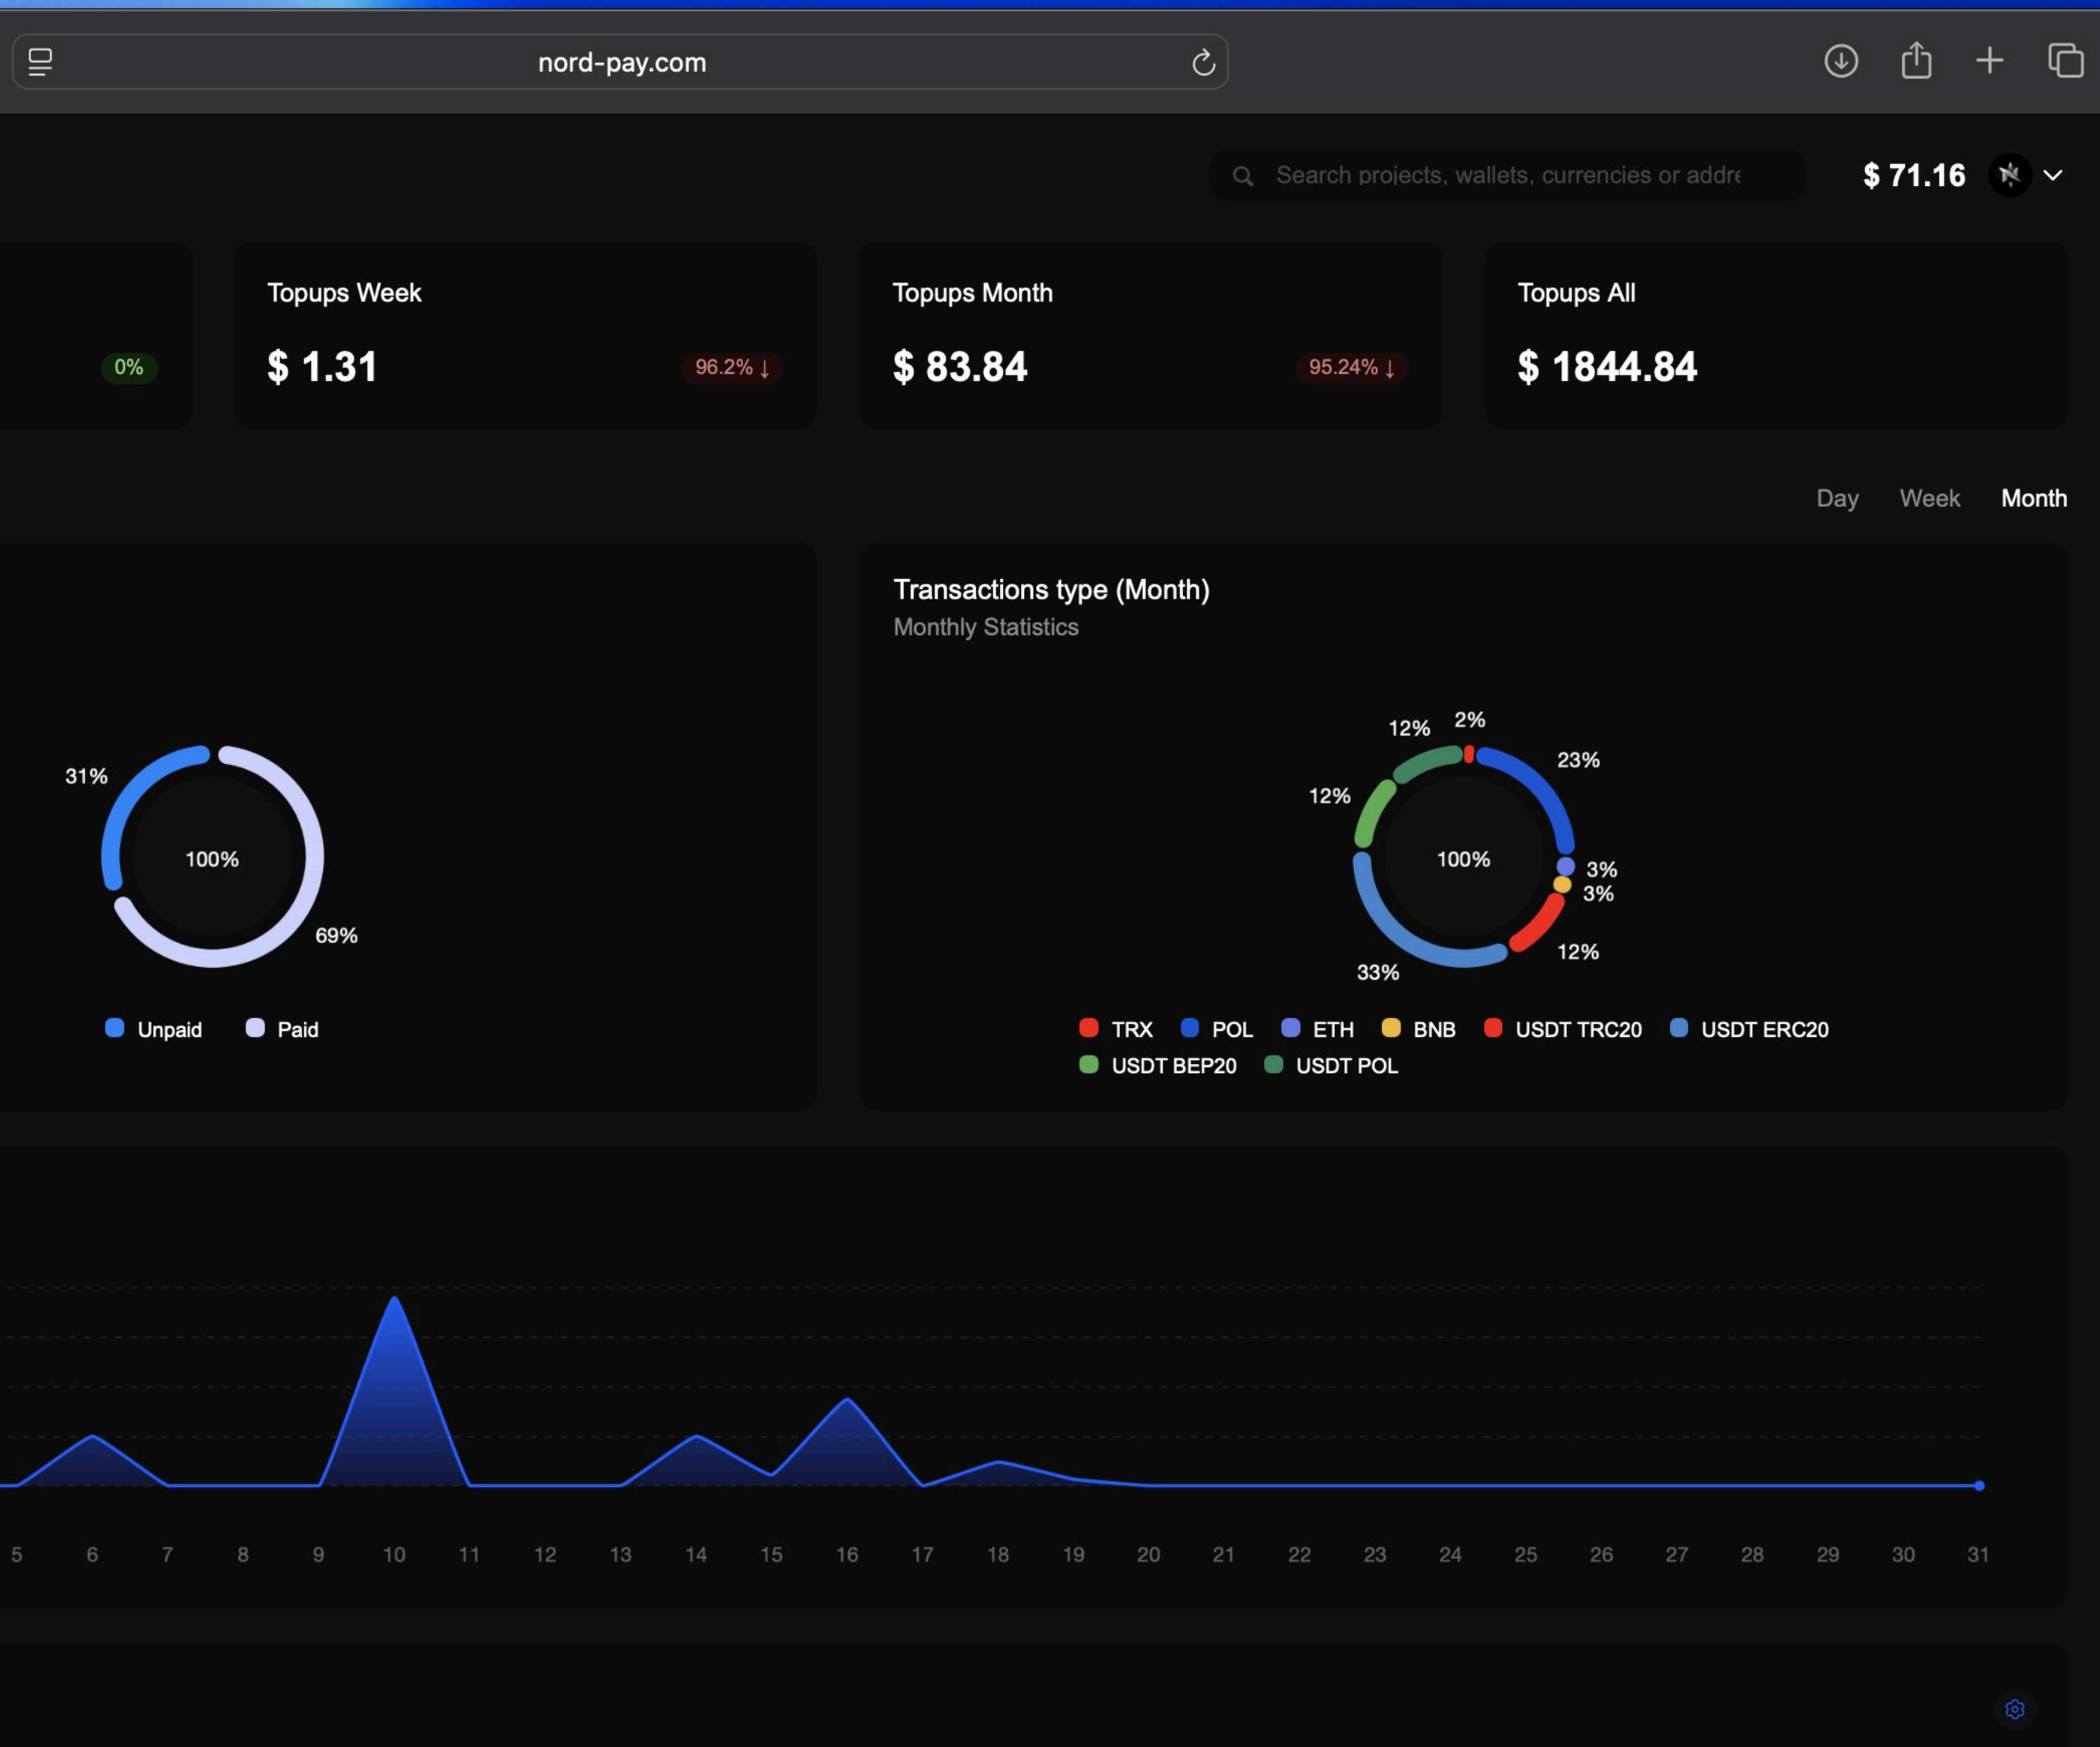 nord-pay.com
Search projects, wallets, currencies or addre
$ 71.16
Topups Week
Topups Month
Topups All
0%
$ 1.31
96.2% ↓
$ 83.84
95.24% ↓
$ 1844.84
Day Week Month
Transactions type (Month)
Monthly Statistics
31%
100%
69%
Unpaid Paid
12%
2%
23%
12%
100%
3%
3%
12%
33%
TRX POL ETH BNB USDT TRC20 USDT ERC20
USDT BEP20 USDT POL
5 6 7 8 9 10 11 12 13 14 15 16 17 18 19 20 21 22 23 24 25 26 27 28 29 30 31